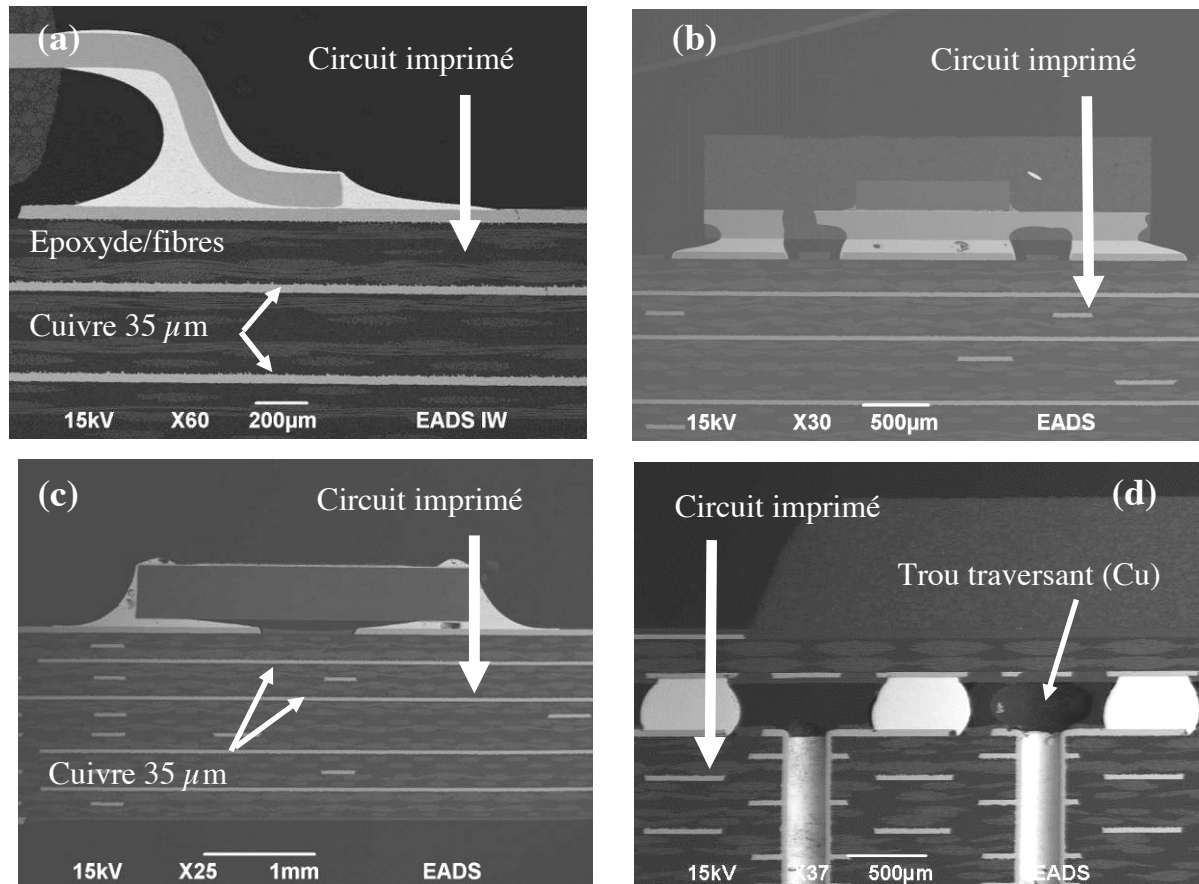 (a)
Circuit imprimé
Epoxyde/fibres
Cuivre 35 µm
15kV X60 200µm EADS IW
(b)
Circuit imprimé
15kV X30 500µm EADS
(c)
Circuit imprimé
Cuivre 35 µm
15kV X25 1mm EADS
(d)
Circuit imprimé
Trou traversant (Cu)
15kV X37 500µm EADS